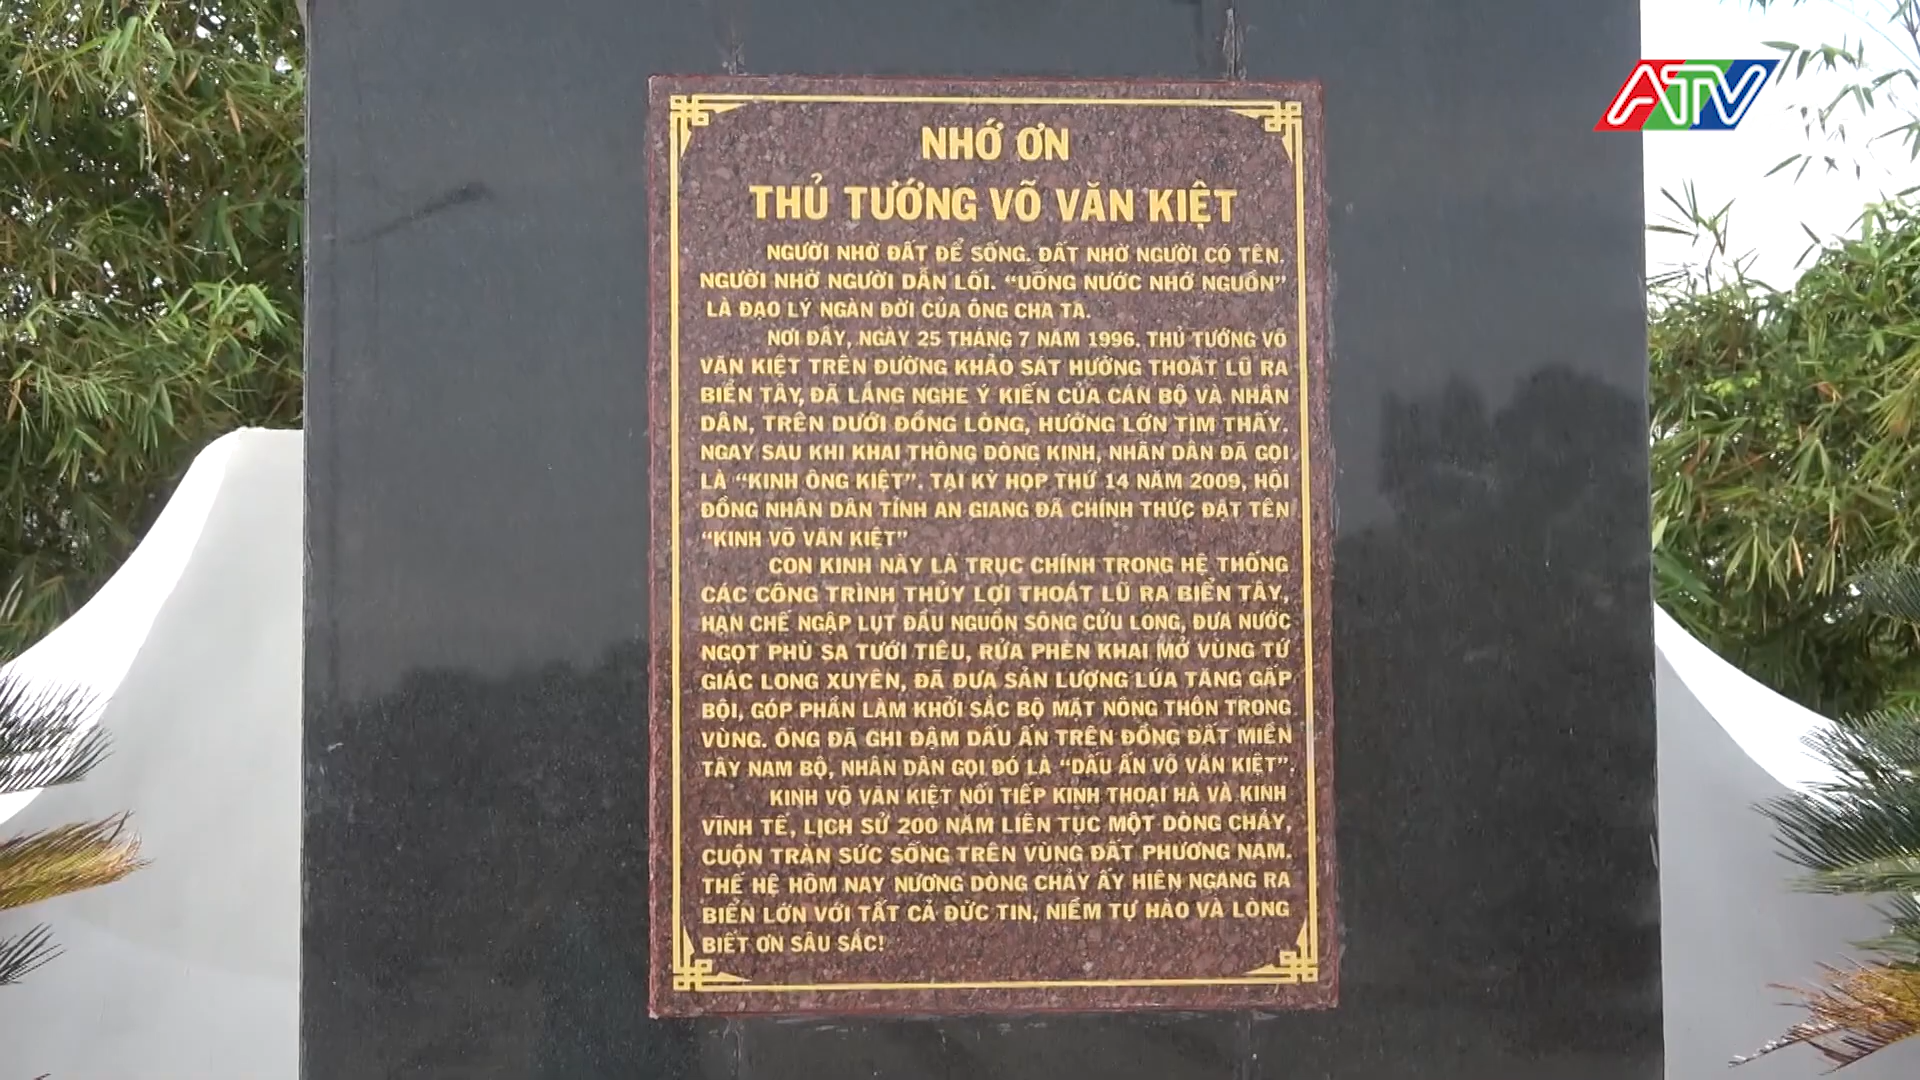 ATV
NHỚ ƠN
THỦ TƯỚNG VÕ VĂN KIỆT
NGƯỜI NHỜ ĐẤT ĐỂ SỐNG. ĐẤT NHỜ NGƯỜI CÓ TÊN.
NGƯỜI NHỜ NGƯỜI DẪN LỐI. “UỐNG NƯỚC NHỚ NGUỒN”
LÀ ĐẠO LÝ NGÀN ĐỜI CỦA ÔNG CHA TA.
NƠI ĐÂY, NGÀY 25 THÁNG 7 NĂM 1996. THỦ TƯỚNG VÕ
VĂN KIỆT TRÊN ĐƯỜNG KHẢO SÁT HƯỚNG THOÁT LŨ RA
BIỂN TÂY, ĐÃ LẮNG NGHE Ý KIẾN CỦA CÁN BỘ VÀ NHÂN
DÂN, TRÊN DƯỚI ĐỒNG LÒNG, HƯỚNG LỚN TÌM THẤY.
NGAY SAU KHI KHAI THÔNG DÒNG KINH, NHÂN DÂN ĐÃ GỌI
LÀ “KINH ÔNG KIỆT”. TẠI KỲ HỌP THỨ 14 NĂM 2009, HỘI
ĐỒNG NHÂN DÂN TỈNH AN GIANG ĐÃ CHÍNH THỨC ĐẶT TÊN
“KINH VÕ VĂN KIỆT”
CON KINH NÀY LÀ TRỤC CHÍNH TRONG HỆ THỐNG
CÁC CÔNG TRÌNH THỦY LỢI THOÁT LŨ RA BIỂN TÂY,
HẠN CHẾ NGẬP LỤT ĐẦU NGUỒN SÔNG CỬU LONG, ĐƯA NƯỚC
NGỌT PHÙ SA TƯỚI TIÊU, RỬA PHÈN KHAI MỞ VÙNG TỨ
GIÁC LONG XUYÊN, ĐÃ ĐƯA SẢN LƯỢNG LÚA TĂNG GẤP
BỘI, GÓP PHẦN LÀM KHỞI SẮC BỘ MẶT NÔNG THÔN TRONG
VÙNG. ÔNG ĐÃ GHI ĐẬM DẤU ẤN TRÊN ĐỒNG ĐẤT MIỀN
TÂY NAM BỘ, NHÂN DÂN GỌI ĐÓ LÀ “DẤU ẤN VÕ VĂN KIỆT”.
KINH VÕ VĂN KIỆT NỐI TIẾP KINH THOẠI HÀ VÀ KINH
VĨNH TẾ, LỊCH SỬ 200 NĂM LIÊN TỤC MỘT DÒNG CHẢY,
CUỘN TRÀN SỨC SỐNG TRÊN VÙNG ĐẤT PHƯƠNG NAM.
THẾ HỆ HÔM NAY NƯƠNG DÒNG CHẢY ẤY HIÊN NGANG RA
BIỂN LỚN VỚI TẤT CẢ ĐỨC TIN, NIỀM TỰ HÀO VÀ LÒNG
BIẾT ƠN SÂU SẮC!